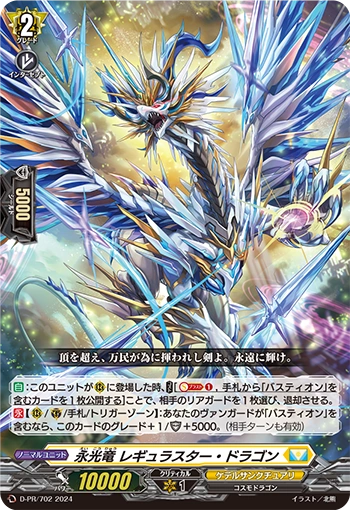 2
グレード
インターセプト
5000
シールド
頂を超え、万民が為に揮われし剣よ。永遠に輝け。
自:このユニットがRに登場した時、【1、手札から「バスティオン」を
含むカードを1枚公開する】ことで、相手のリアガードを1枚選び、退却させる。
永/手札/トリガーゾーン】:あなたのヴァンガードが「バスティオン」を
含むなら、このカードのグレード+1/+5000。(相手ターンも有効)
ノーマルユニット
永光竜 レギュラスター・ドラゴン
パワー
10000
クリティカル
1
ケテルサンクチュアリ
コスモドラゴン
D-PR/702 2024
イラスト/北熊